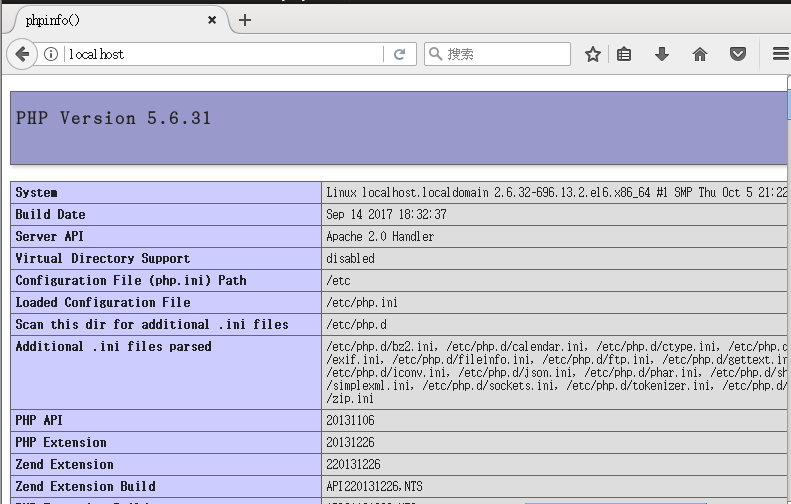 phpinfo()
localhost
搜索
PHP Version 5.6.31
System Linux localhost.localdomain 2.6.32-696.13.2.el6.x86_64 #1 SMP Thu Oct 5 21:22
Build Date Sep 14 2017 18:32:37
Server API Apache 2.0 Handler
Virtual Directory Support disabled
Configuration File (php.ini) Path /etc
Loaded Configuration File /etc/php.ini
Scan this dir for additional .ini files /etc/php.d
Additional .ini files parsed /etc/php.d/bz2.ini, /etc/php.d/calendar.ini, /etc/php.d/ctype.ini, /etc/php.d
/exif.ini, /etc/php.d/fileinfo.ini, /etc/php.d/ftp.ini, /etc/php.d/gettext.in
/etc/php.d/iconv.ini, /etc/php.d/json.ini, /etc/php.d/phar.ini, /etc/php.d/sh
/simplexml.ini, /etc/php.d/sockets.ini, /etc/php.d/tokenizer.ini, /etc/php.d/
/zip.ini
PHP API 20131106
PHP Extension 20131226
Zend Extension 220131226
Zend Extension Build API220131226,NTS